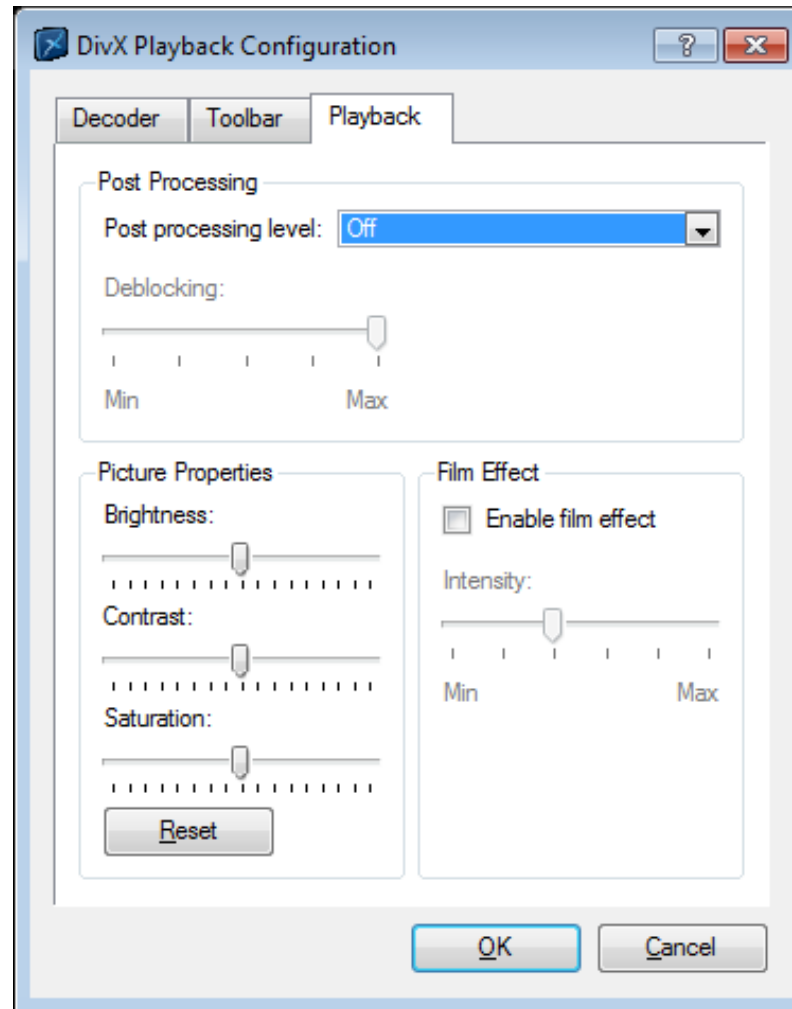 DivX Playback Configuration
Decoder Toolbar Playback
Post Processing
Post processing level: Off
Deblocking:
Min Max
Picture Properties
Brightness:
Contrast:
Saturation:
Reset
Film Effect
Enable film effect
Intensity:
Min Max
OK Cancel